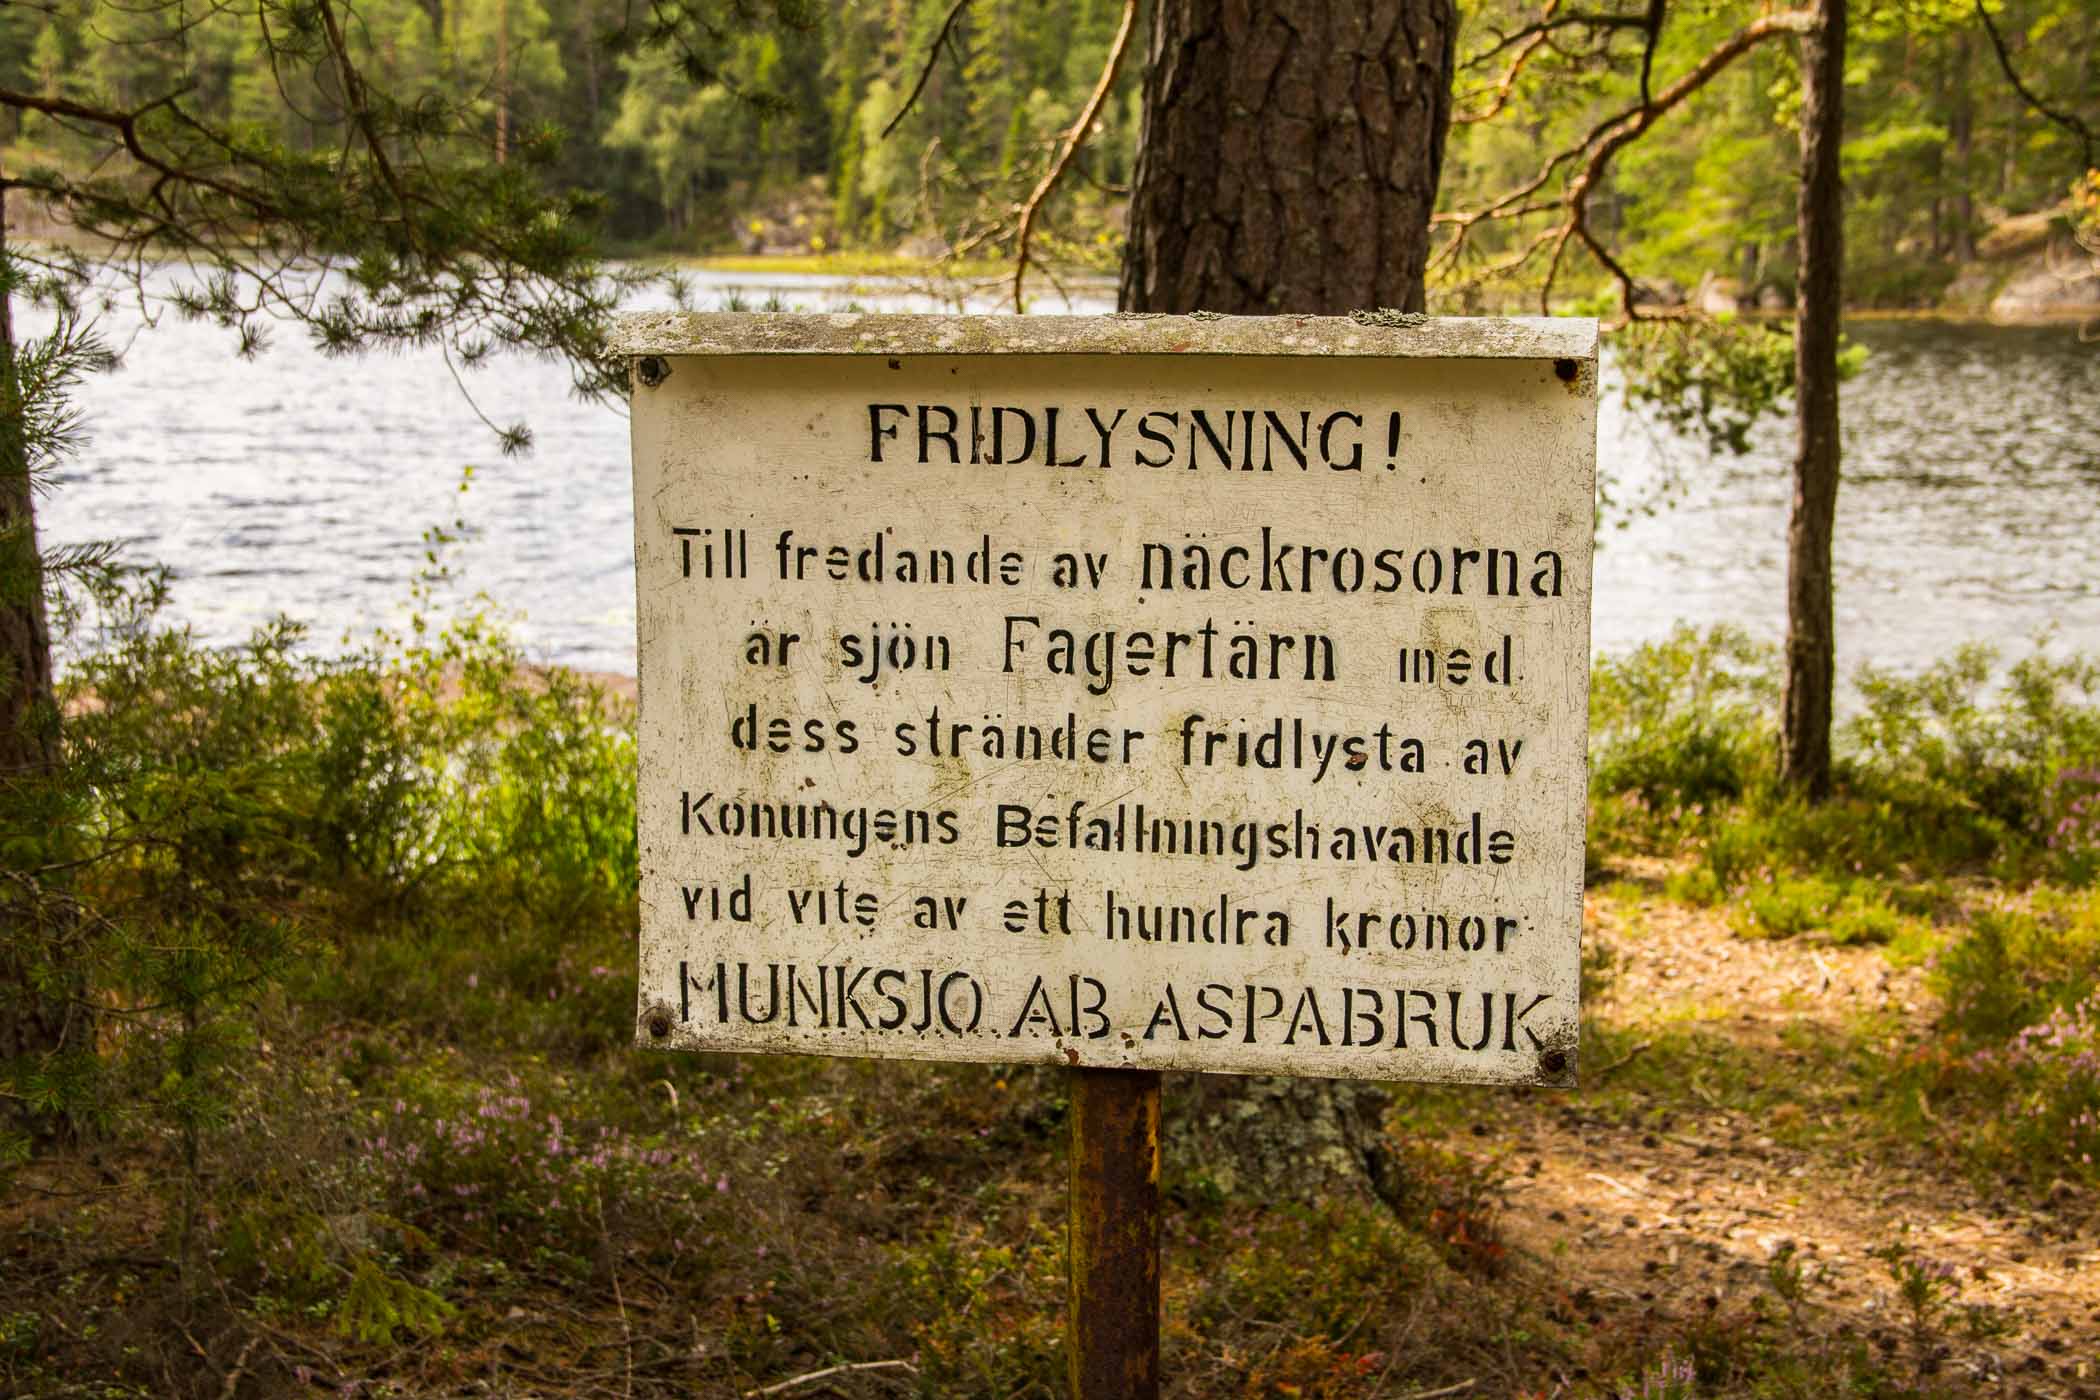 FRIDLYSNING!
Till fredande av näckrosorna
är sjön Fagertärn med
dess stränder fridlysta av
Konungens Befallningshavande
vid vite av ett hundra kronor
MUNKSJÖ AB ASPABRUK